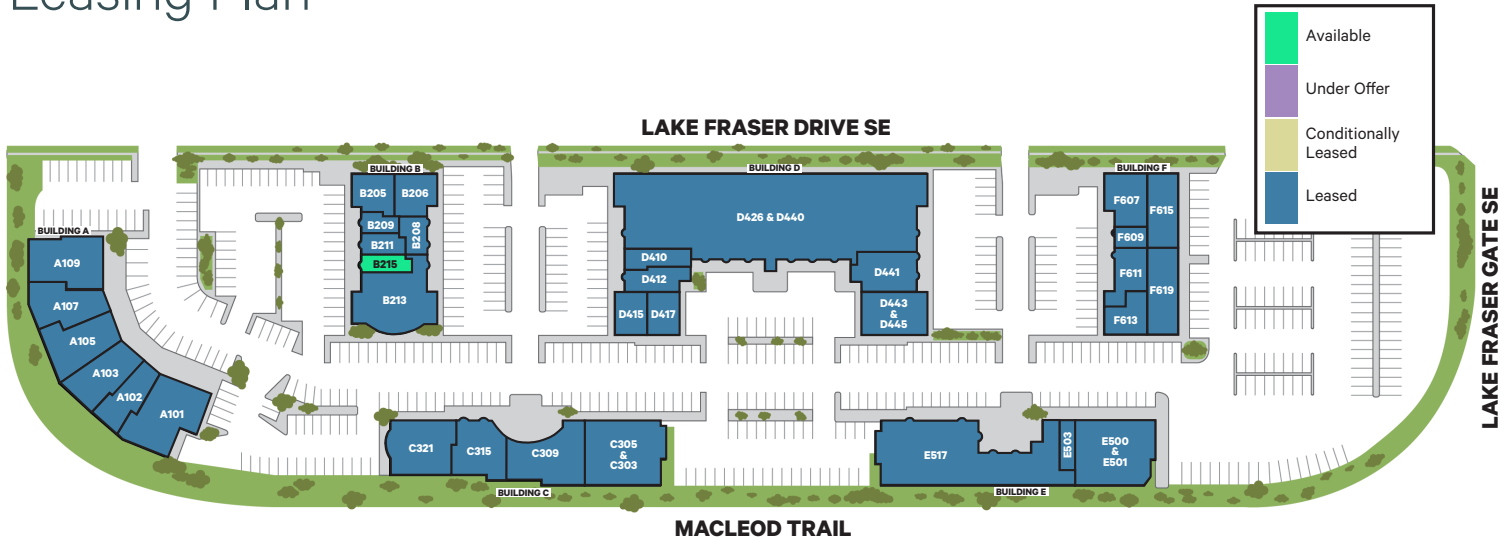 Leasing Plan
Available
Under Offer
Conditionally
Leased
Leased
LAKE FRASER DRIVE SE
LAKE FRASER GATE SE
MACLEOD TRAIL
BUILDING A
A109
A107
A105
A103
A102
A101
BUILDING B
B205
B206
B209
B208
B211
B215
B213
BUILDING D
D426 & D440
D410
D412
D415
D417
D441
D443
&
D445
BUILDING F
F607
F615
F609
F611
F619
F613
C321
C315
C309
C305
&
C303
BUILDING C
E517
E503
E500
&
E501
BUILDING E